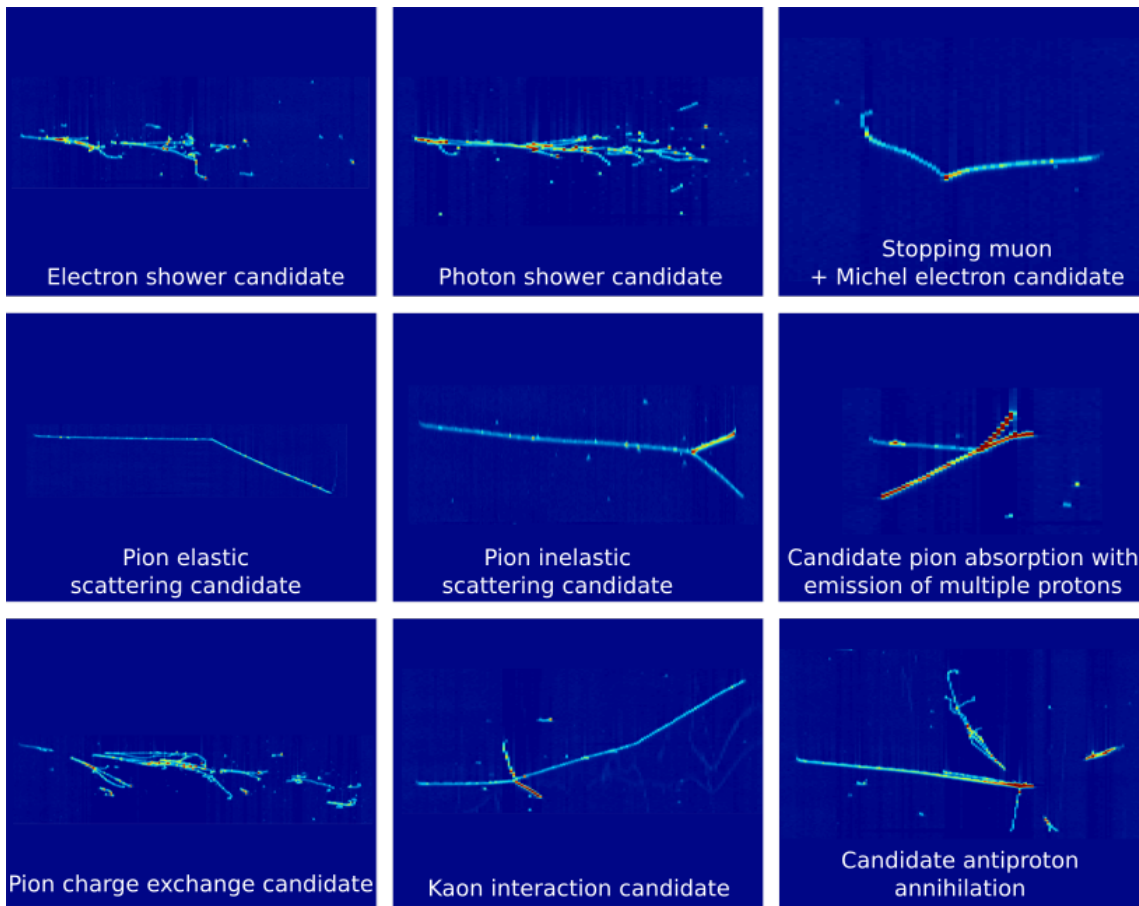 Electron shower candidate
Photon shower candidate
Stopping muon
+ Michel electron candidate
Pion elastic
scattering candidate
Pion inelastic
scattering candidate
Candidate pion absorption with
emission of multiple protons
Pion charge exchange candidate
Kaon interaction candidate
Candidate antiproton
annihilation